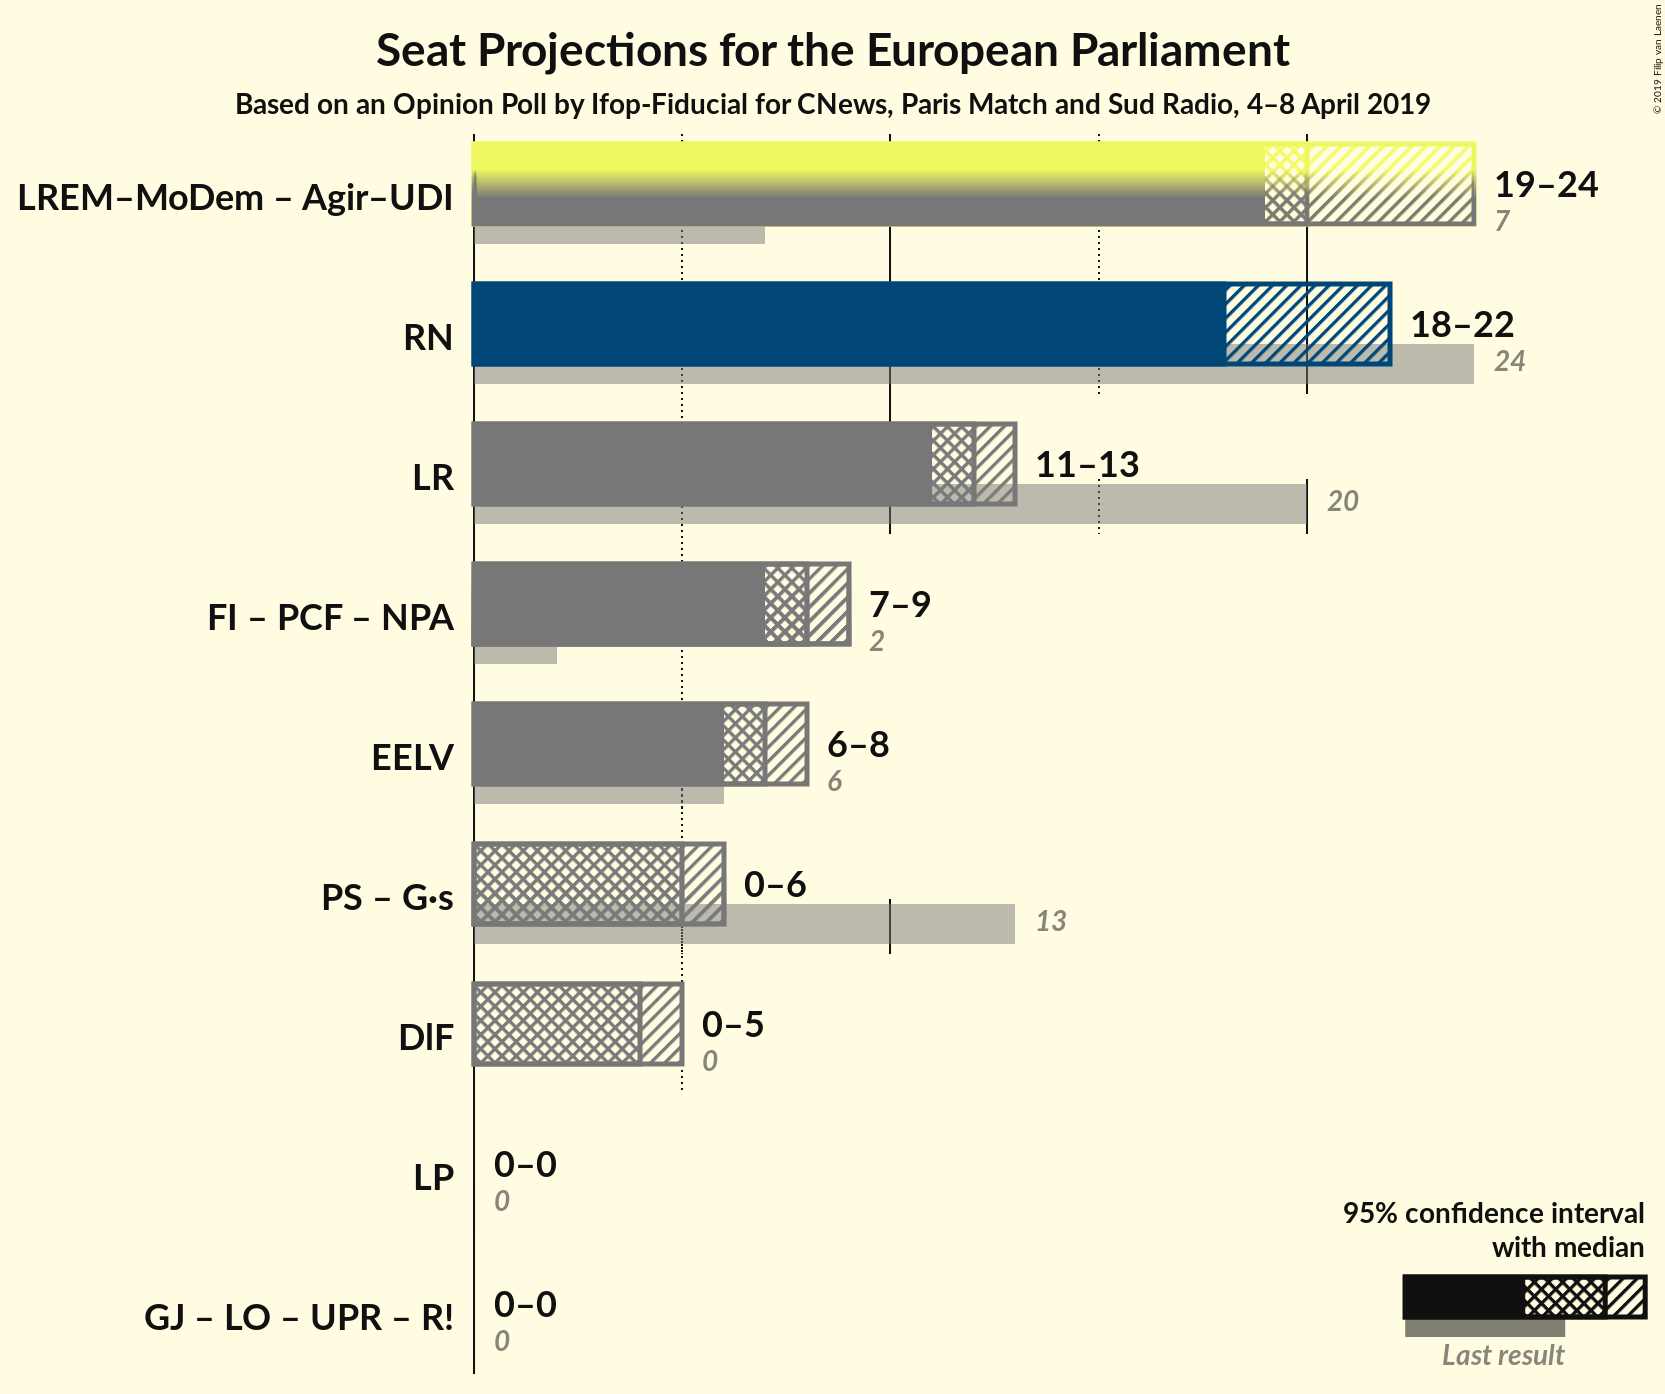 Seat Projections for the European Parliament
Based on an Opinion Poll by Ifop-Fiducial for CNews, Paris Match and Sud Radio, 4–8 April 2019
© 2019 Filip van Laenen
LREM–MoDem – Agir–UDI
19–24
7
RN
18–22
24
LR
11–13
20
FI – PCF – NPA
7–9
2
EELV
6–8
6
PS – G·s
0–6
13
DlF
0–5
0
LP
0–0
0
GJ – LO – UPR – R!
0–0
0
95% confidence interval
with median
Last result